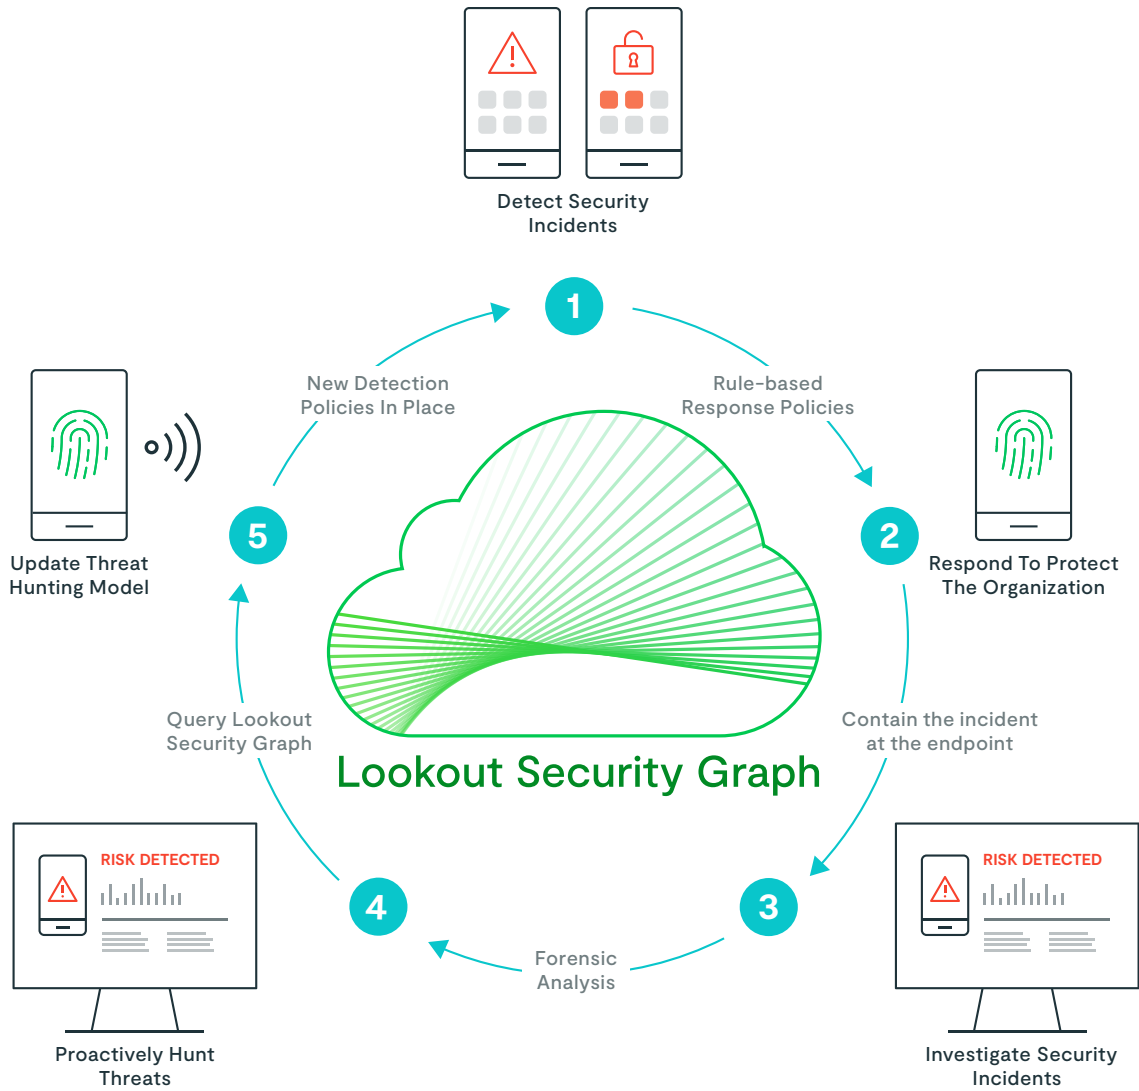 Detect Security
Incidents
1
New Detection
Policies In Place
Rule-based
Response Policies
5
2
Update Threat
Hunting Model
Respond To Protect
The Organization
Query Lookout
Security Graph
Contain the incident
at the endpoint
Lookout Security Graph
RISK DETECTED
RISK DETECTED
4
3
Forensic
Analysis
Proactively Hunt
Threats
Investigate Security
Incidents